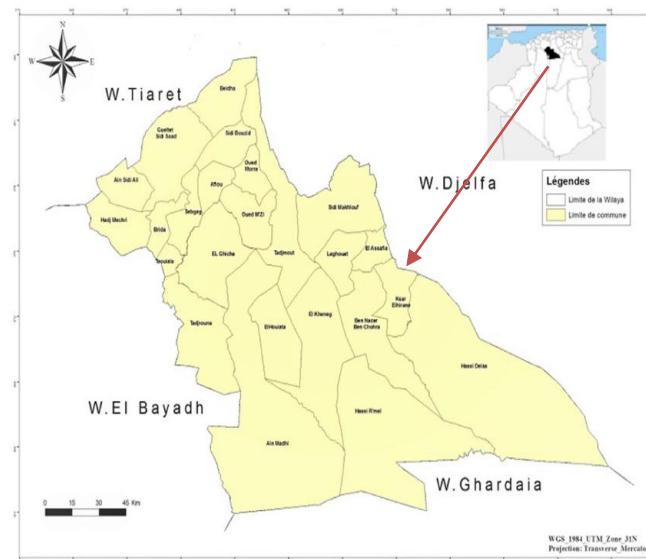 N
W
E
S
W.Tiaret
W.Djelfa
W.El Bayadh
W.Ghardaia
Beidha
Gueltet
Sidi Saad
Sidi Bouzid
Oued
Morra
Ain Sidi Ali
Aflou
Hadj Mechri
Brida
Sebgag
Oued M'Zi
Sidi Makhlouf
Taouiala
EL Ghicha
Tadjmout
Laghouat
El Assafia
Ksar
Elhirane
Tadjrouna
ElHouiata
El Kheneg
Ben Nacer
Ben Chohra
Hassi Delaa
Hassi R'mel
Ain Madhi
Légendes
Limite de la Wilaya
Limite de commune
0
15
30
45 Km
WGS_1984_UTM_Zone_31N
Projection: Transverse_Mercato